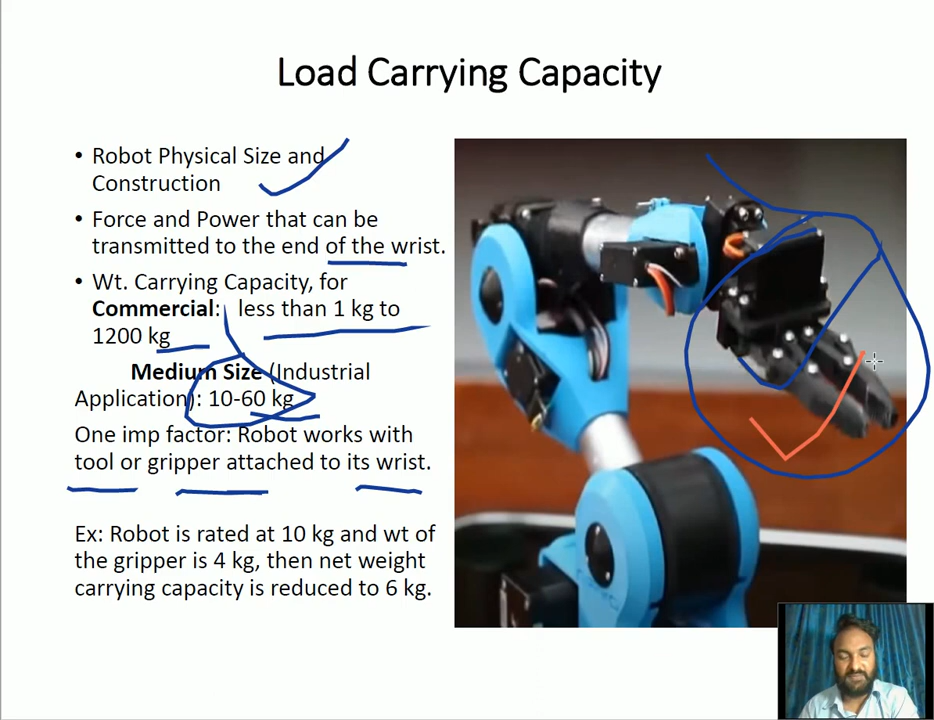 Load Carrying Capacity
• Robot Physical Size and
Construction
• Force and Power that can be
transmitted to the end of the wrist.
• Wt. Carrying Capacity, for
Commercial: less than 1 kg to
1200 kg
Medium Size (Industrial
Application): 10-60 kg
One imp factor: Robot works with
tool or gripper attached to its wrist.
Ex: Robot is rated at 10 kg and wt of
the gripper is 4 kg, then net weight
carrying capacity is reduced to 6 kg.